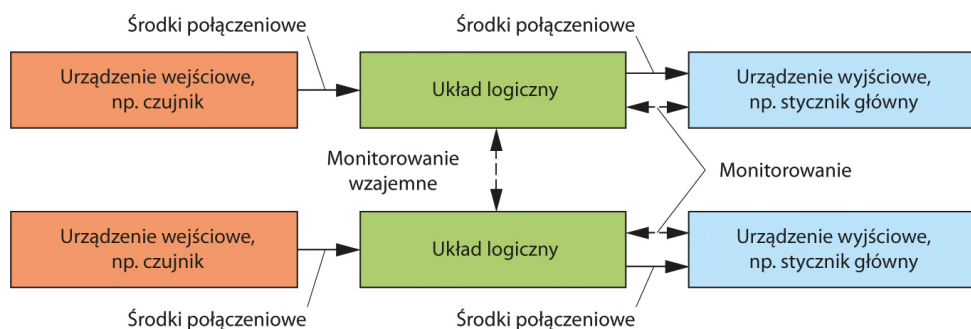 Środki połączeniowe
Środki połączeniowe
Urządzenie wejściowe,
np. czujnik
Układ logiczny
Urządzenie wyjściowe,
np. stycznik główny
Monitorowanie
wzajemne
Monitorowanie
Urządzenie wejściowe,
np. czujnik
Układ logiczny
Urządzenie wyjściowe,
np. stycznik główny
Środki połączeniowe
Środki połączeniowe